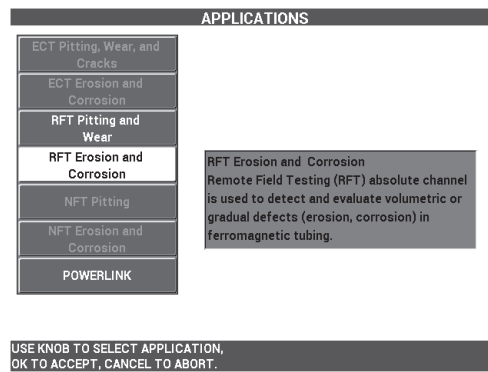 APPLICATIONS
ECT Pitting, Wear, and
Cracks
ECT Erosion and
Corrosion
RFT Pitting and
Wear
RFT Erosion and
Corrosion
NFT Pitting
NFT Erosion and
Corrosion
POWERLINK
RFT Erosion and Corrosion
Remote Field Testing (RFT) absolute channel
is used to detect and evaluate volumetric or
gradual defects (erosion, corrosion) in
ferromagnetic tubing.
USE KNOB TO SELECT APPLICATION,
OK TO ACCEPT, CANCEL TO ABORT.